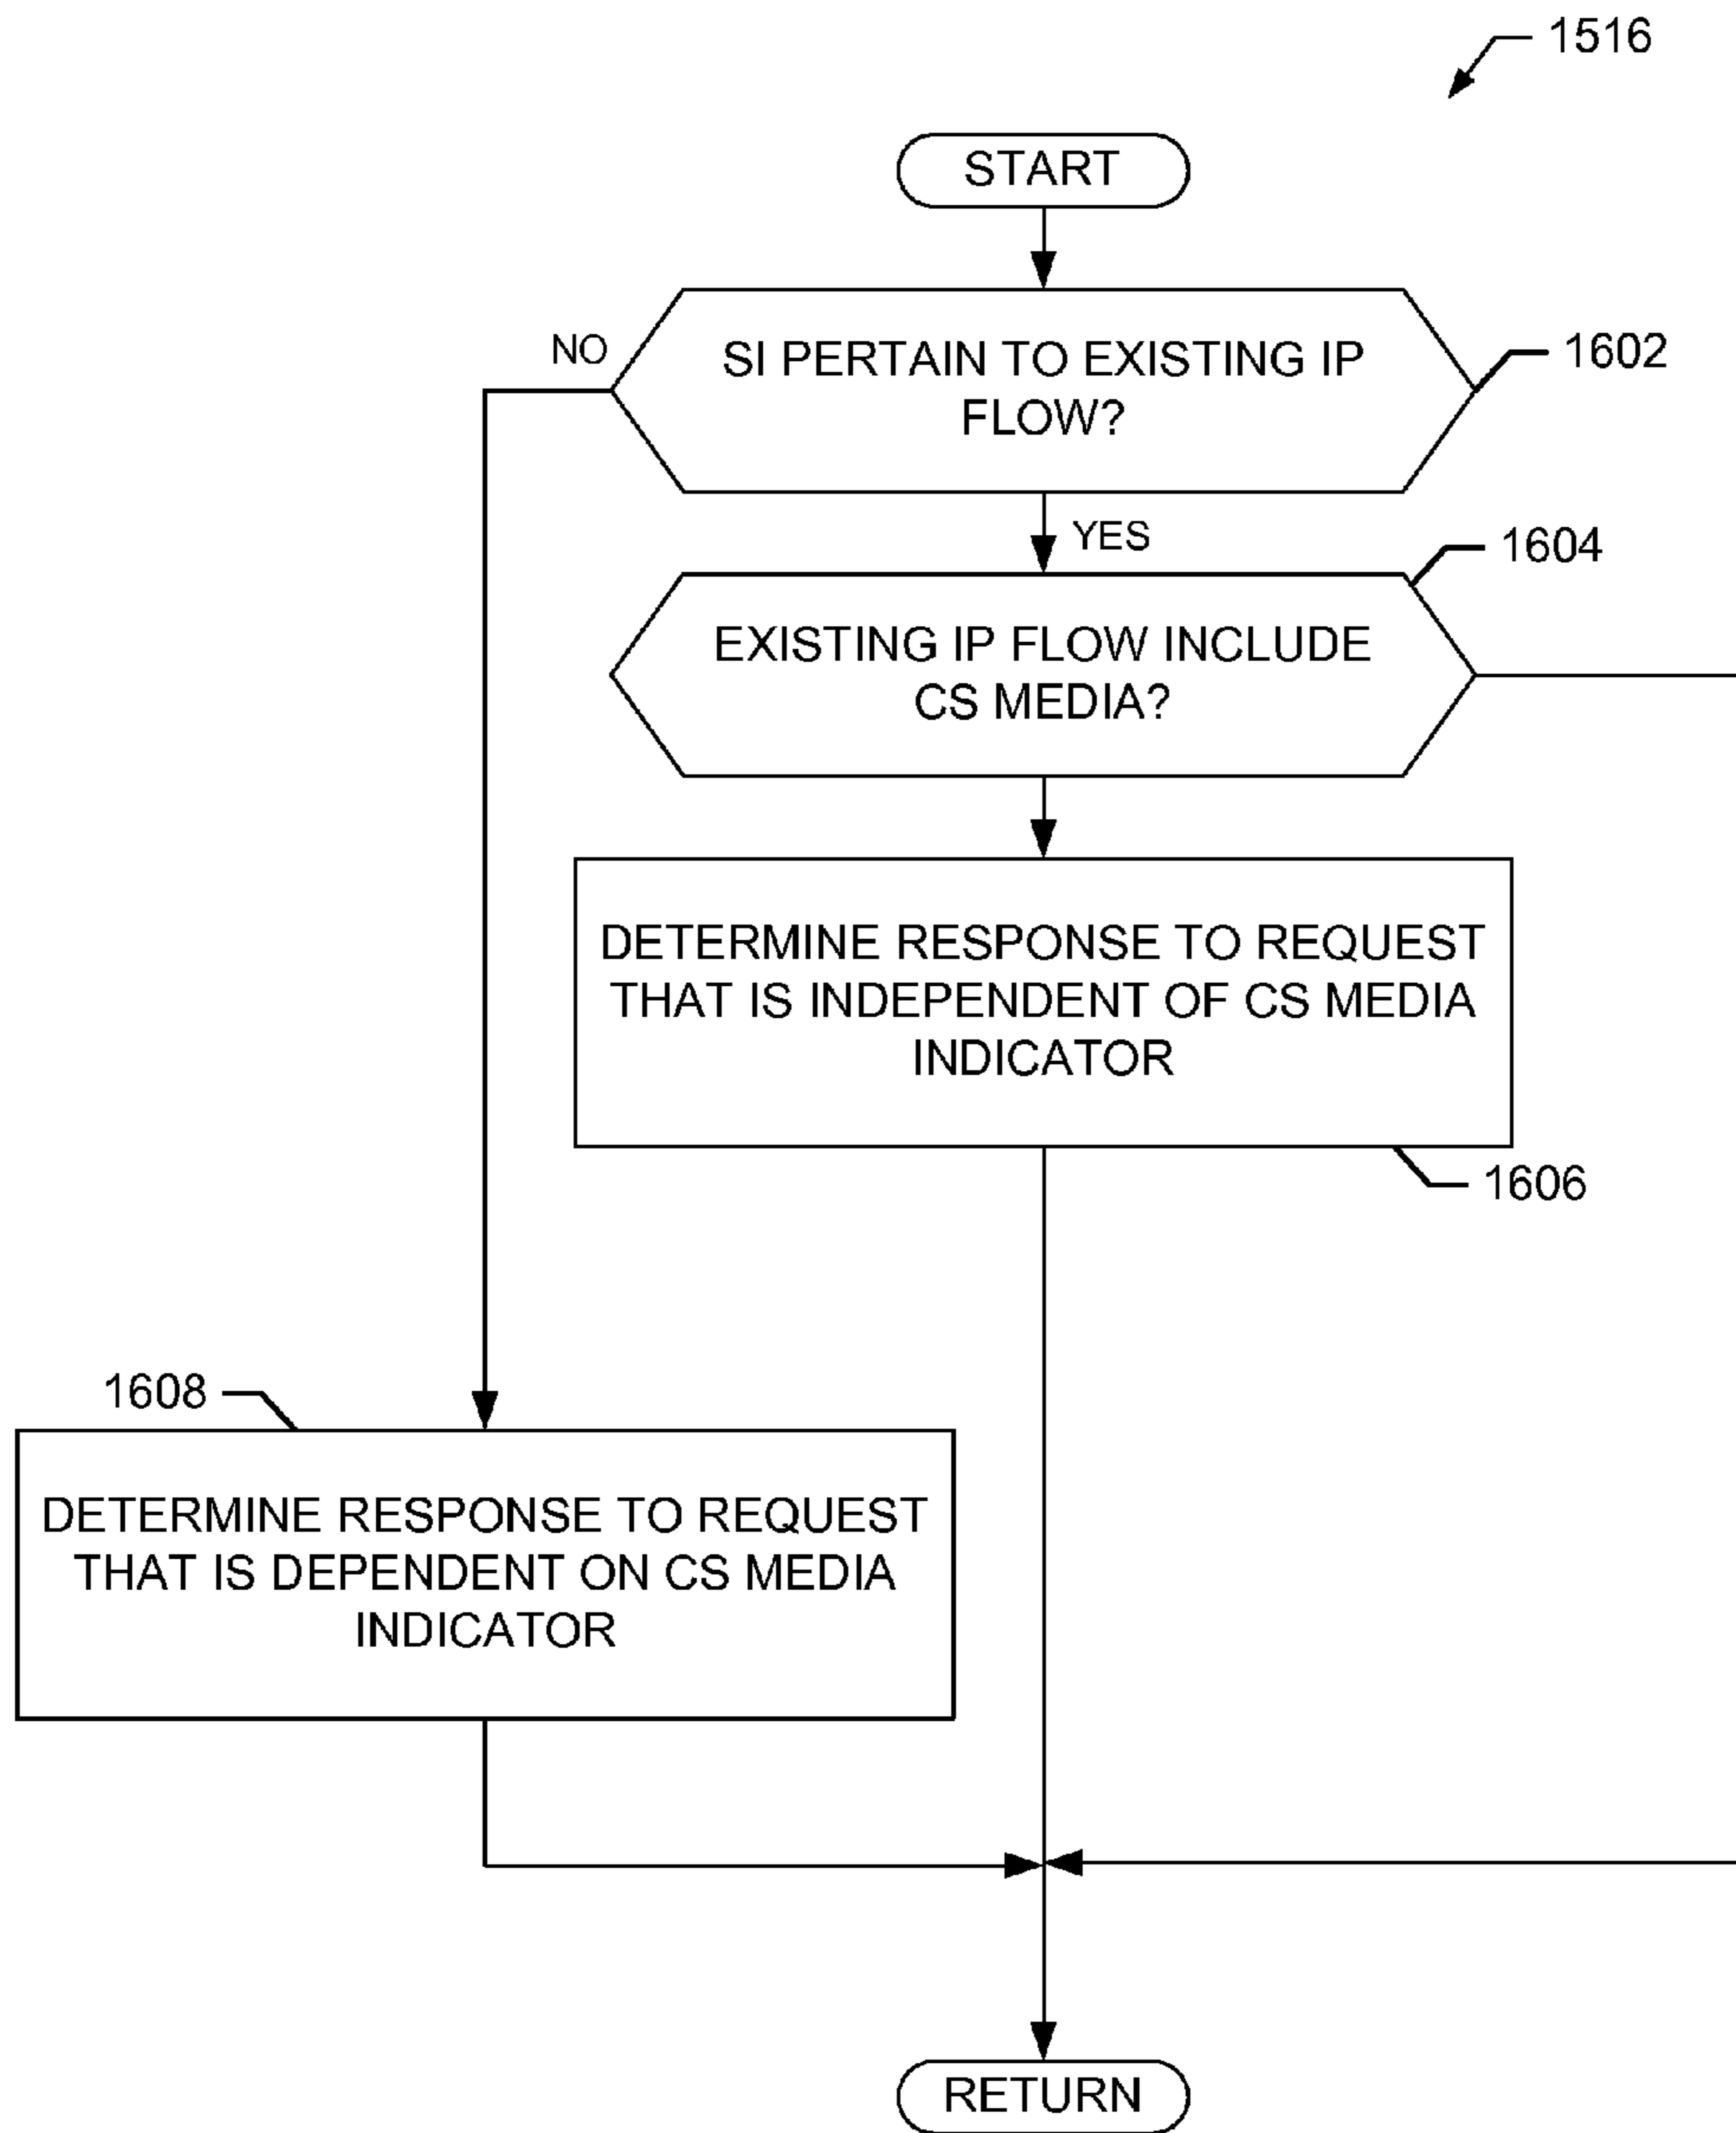 1516
START
NO
SI PERTAIN TO EXISTING IP
FLOW?
1602
YES
1604
EXISTING IP FLOW INCLUDE
CS MEDIA?
DETERMINE RESPONSE TO REQUEST
THAT IS INDEPENDENT OF CS MEDIA
INDICATOR
1606
1608
DETERMINE RESPONSE TO REQUEST
THAT IS DEPENDENT ON CS MEDIA
INDICATOR
RETURN